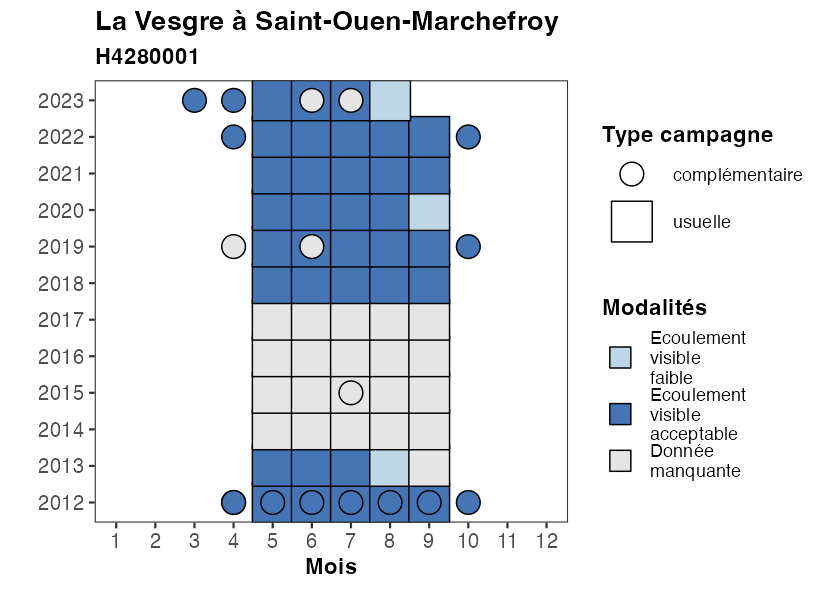 La Vesgre à Saint-Ouen-Marchefroy
H4280001
2023
2022
2021
2020
2019
2018
2017
2016
2015
2014
2013
2012
1 2 3 4 5 6 7 8 9 10 11 12
Mois
Type campagne
complémentaire
usuelle
Modalités
Ecoulement
visible
faible
Ecoulement
visible
acceptable
Donnée
manquante